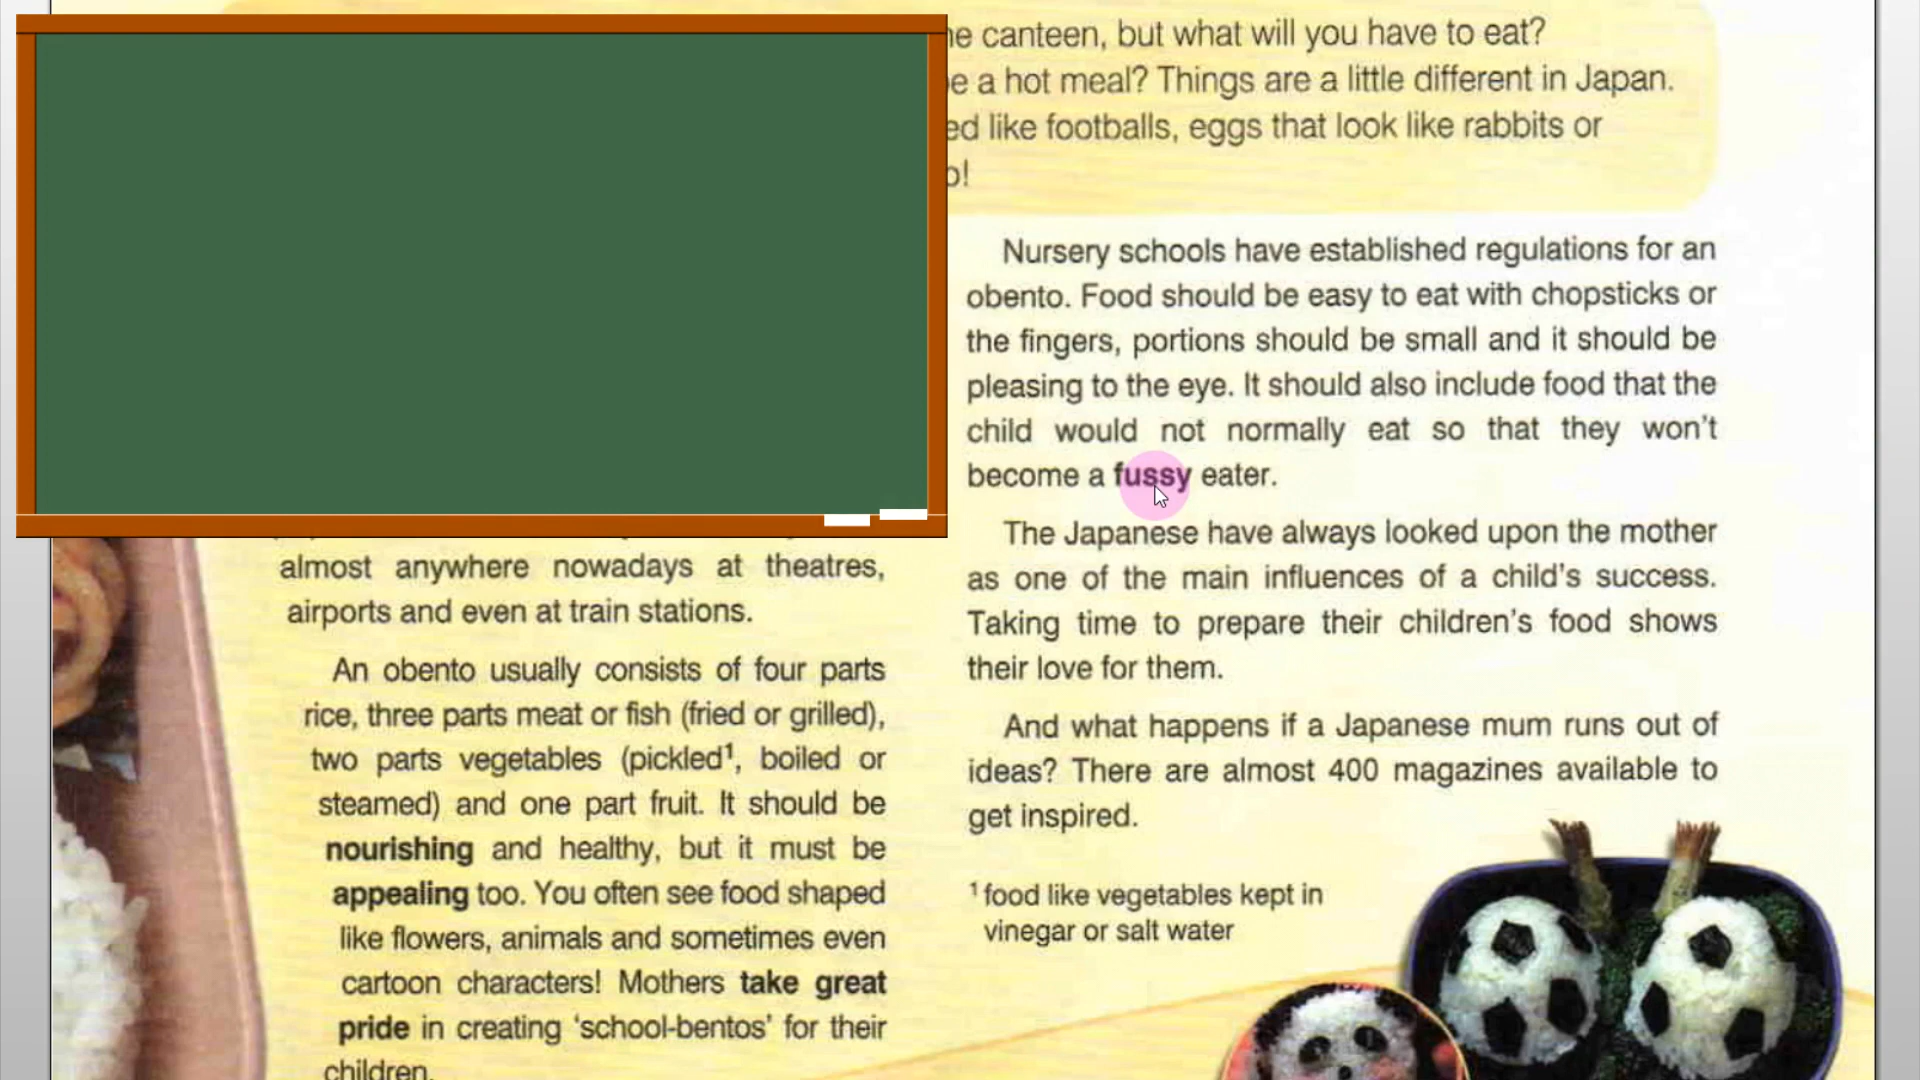 he canteen, but what will you have to eat?
e a hot meal? Things are a little different in Japan.
ed like footballs, eggs that look like rabbits or
o!
almost anywhere nowadays at theatres,
airports and even at train stations.
An obento usually consists of four parts
rice, three parts meat or fish (fried or grilled),
two parts vegetables (pickled¹, boiled or
steamed) and one part fruit. It should be
nourishing and healthy, but it must be
appealing too. You often see food shaped
like flowers, animals and sometimes even
cartoon characters! Mothers take great
pride in creating ‘school-bentos’ for their
children.
Nursery schools have established regulations for an
obento. Food should be easy to eat with chopsticks or
the fingers, portions should be small and it should be
pleasing to the eye. It should also include food that the
child would not normally eat so that they won’t
become a fussy eater.
The Japanese have always looked upon the mother
as one of the main influences of a child’s success.
Taking time to prepare their children’s food shows
their love for them.
And what happens if a Japanese mum runs out of
ideas? There are almost 400 magazines available to
get inspired.
¹ food like vegetables kept in
vinegar or salt water